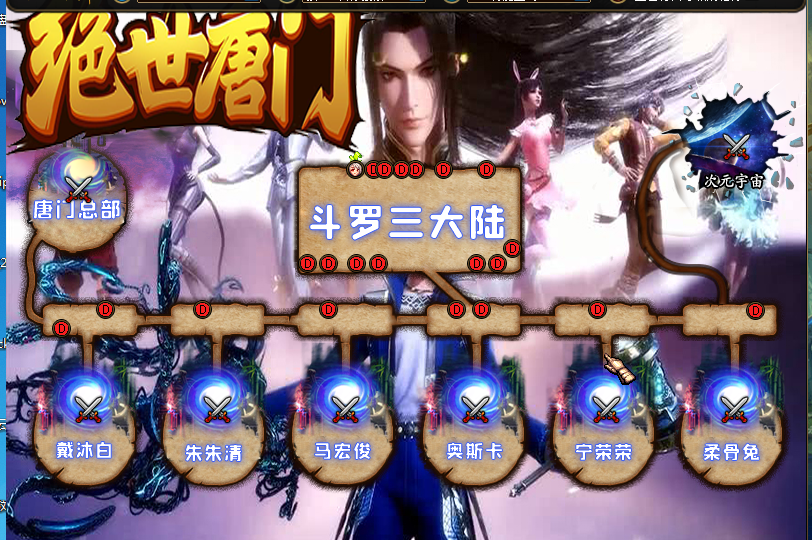 绝世唐门
次元宇宙
唐门总部
斗罗三大陆
戴沐白
朱朱清
马宏俊
奥斯卡
宁荣荣
柔骨兔